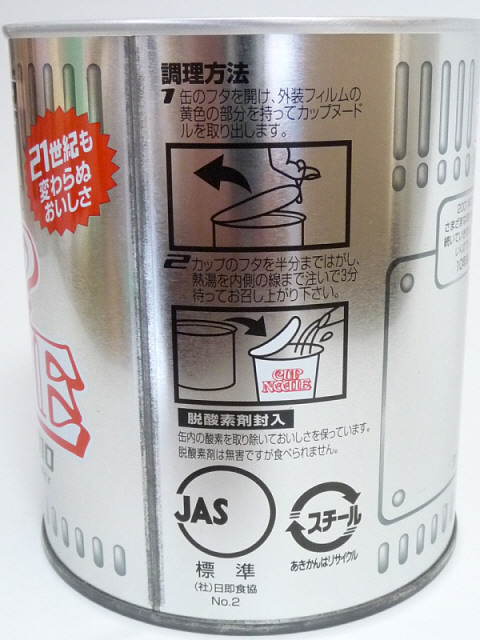 調理方法
1 缶のフタを開け、外装フィルムの
黄色の部分を持ってカップヌード
ルを取り出します。
21世紀も
変わらぬ
おいしさ
2 カップのフタを半分まではがし、
熱湯を内側の線まで注いで3分
待ってお召し上がり下さい。
CUP
NOODLE
脱酸素剤封入
缶内の酸素を取り除いておいしさを保っています。
脱酸素剤は無害ですが食べられません。
JAS
標準
(社)日即食協
No.2
スチール
あきかんはリサイクル